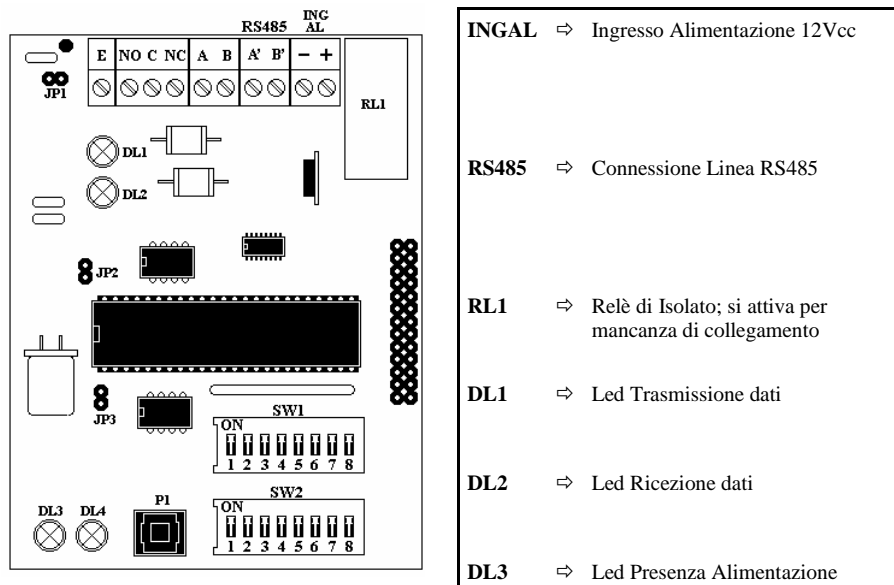 RS485
ING
AL
E NO C NC A B A' B' − +
JP1
RL1
DL1
DL2
JP2
JP3
SW1
ON
1 2 3 4 5 6 7 8
SW2
ON
1 2 3 4 5 6 7 8
DL3 DL4 P1
INGAL ⇨ Ingresso Alimentazione 12Vcc
RS485 ⇨ Connessione Linea RS485
RL1 ⇨ Relè di Isolato; si attiva per
mancanza di collegamento
DL1 ⇨ Led Trasmissione dati
DL2 ⇨ Led Ricezione dati
DL3 ⇨ Led Presenza Alimentazione